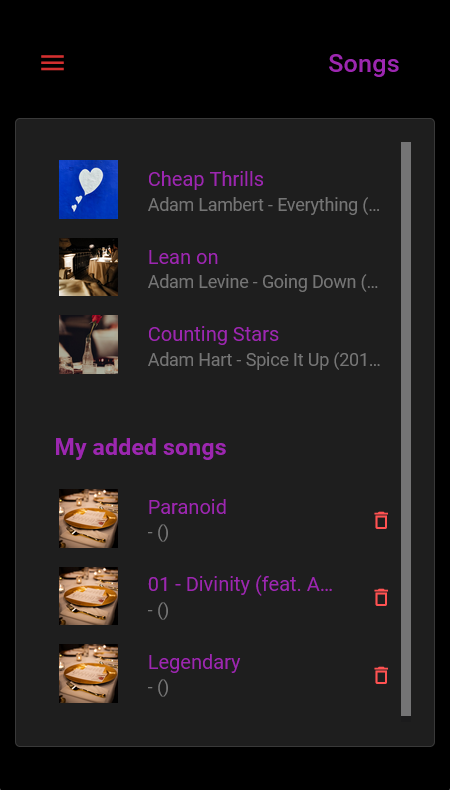 Songs
Cheap Thrills
Adam Lambert - Everything (...
Lean on
Adam Levine - Going Down (...
Counting Stars
Adam Hart - Spice It Up (201...
My added songs
Paranoid
- ()
01 - Divinity (feat. A...
- ()
Legendary
- ()